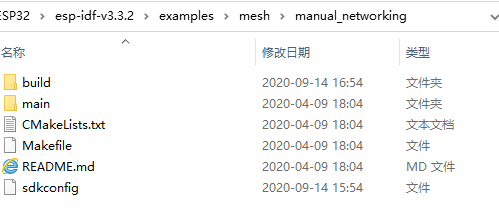 ESP32 › esp-idf-v3.3.2 › examples › mesh › manual_networking
名称 修改日期 类型
build 2020-09-14 16:54 文件夹
main 2020-04-09 18:04 文件夹
CMakeLists.txt 2020-04-09 18:04 文本文档
Makefile 2020-04-09 18:04 文件
README.md 2020-04-09 18:04 MD 文件
sdkconfig 2020-09-14 15:54 文件